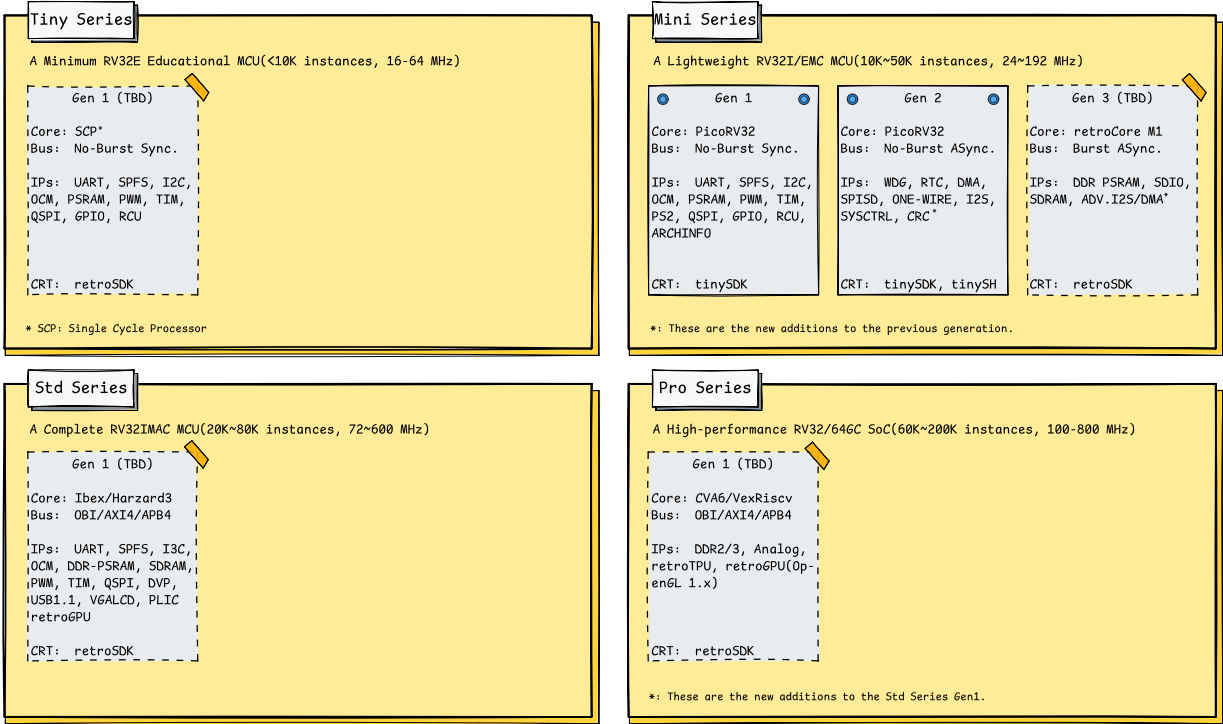 Tiny Series
A Minimum RV32E Educational MCU(<10K instances, 16-64 MHz)
Gen 1 (TBD)
Core: SCP*
Bus: No-Burst Sync.
IPs: UART, SPFS, I2C,
OCM, PSRAM, PWM, TIM,
QSPI, GPIO, RCU
CRT: retroSDK
* SCP: Single Cycle Processor
Mini Series
A Lightweight RV32I/EMC MCU(10K~50K instances, 24~192 MHz)
Gen 1
Core: PicoRV32
Bus: No-Burst Sync.
IPs: UART, SPFS, I2C,
OCM, PSRAM, PWM, TIM,
PS2, QSPI, GPIO, RCU,
ARCHINFO
CRT: tinySDK
Gen 2
Core: PicoRV32
Bus: No-Burst ASync.
IPs: WDG, RTC, DMA,
SPISD, ONE-WIRE, I2S,
SYSCTRL, CRC*
CRT: tinySDK, tinySH
Gen 3 (TBD)
Core: retroCore M1
Bus: Burst ASync.
IPs: DDR PSRAM, SDIO,
SDRAM, ADV.I2S/DMA*
CRT: retroSDK
*: These are the new additions to the previous generation.
Std Series
A Complete RV32IMAC MCU(20K~80K instances, 72~600 MHz)
Gen 1 (TBD)
Core: Ibex/Harzard3
Bus: OBI/AXI4/APB4
IPs: UART, SPFS, I3C,
OCM, DDR-PSRAM, SDRAM,
PWM, TIM, QSPI, DVP,
USB1.1, VGALCD, PLIC
retroGPU
CRT: retroSDK
Pro Series
A High-performance RV32/64GC SoC(60K~200K instances, 100-800 MHz)
Gen 1 (TBD)
Core: CVA6/VexRiscv
Bus: OBI/AXI4/APB4
IPs: DDR2/3, Analog,
retroTPU, retroGPU(Op-
enGL 1.x)
CRT: retroSDK
*: These are the new additions to the Std Series Gen1.